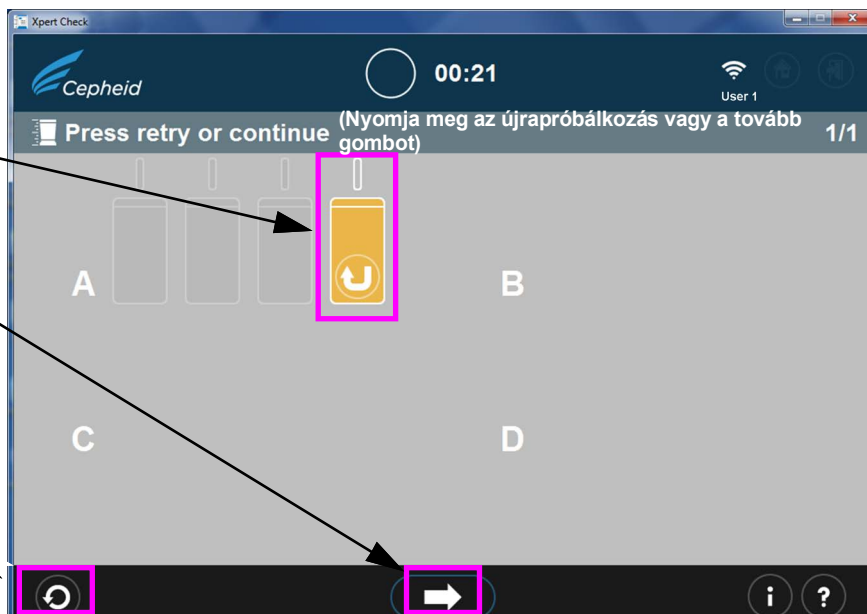 Xpert Check
Cepheid
00:21
User 1
Press retry or continue (Nyomja meg az újrapróbálkozás vagy a tovább
gombot)
1/1
A
B
C
D
i
?